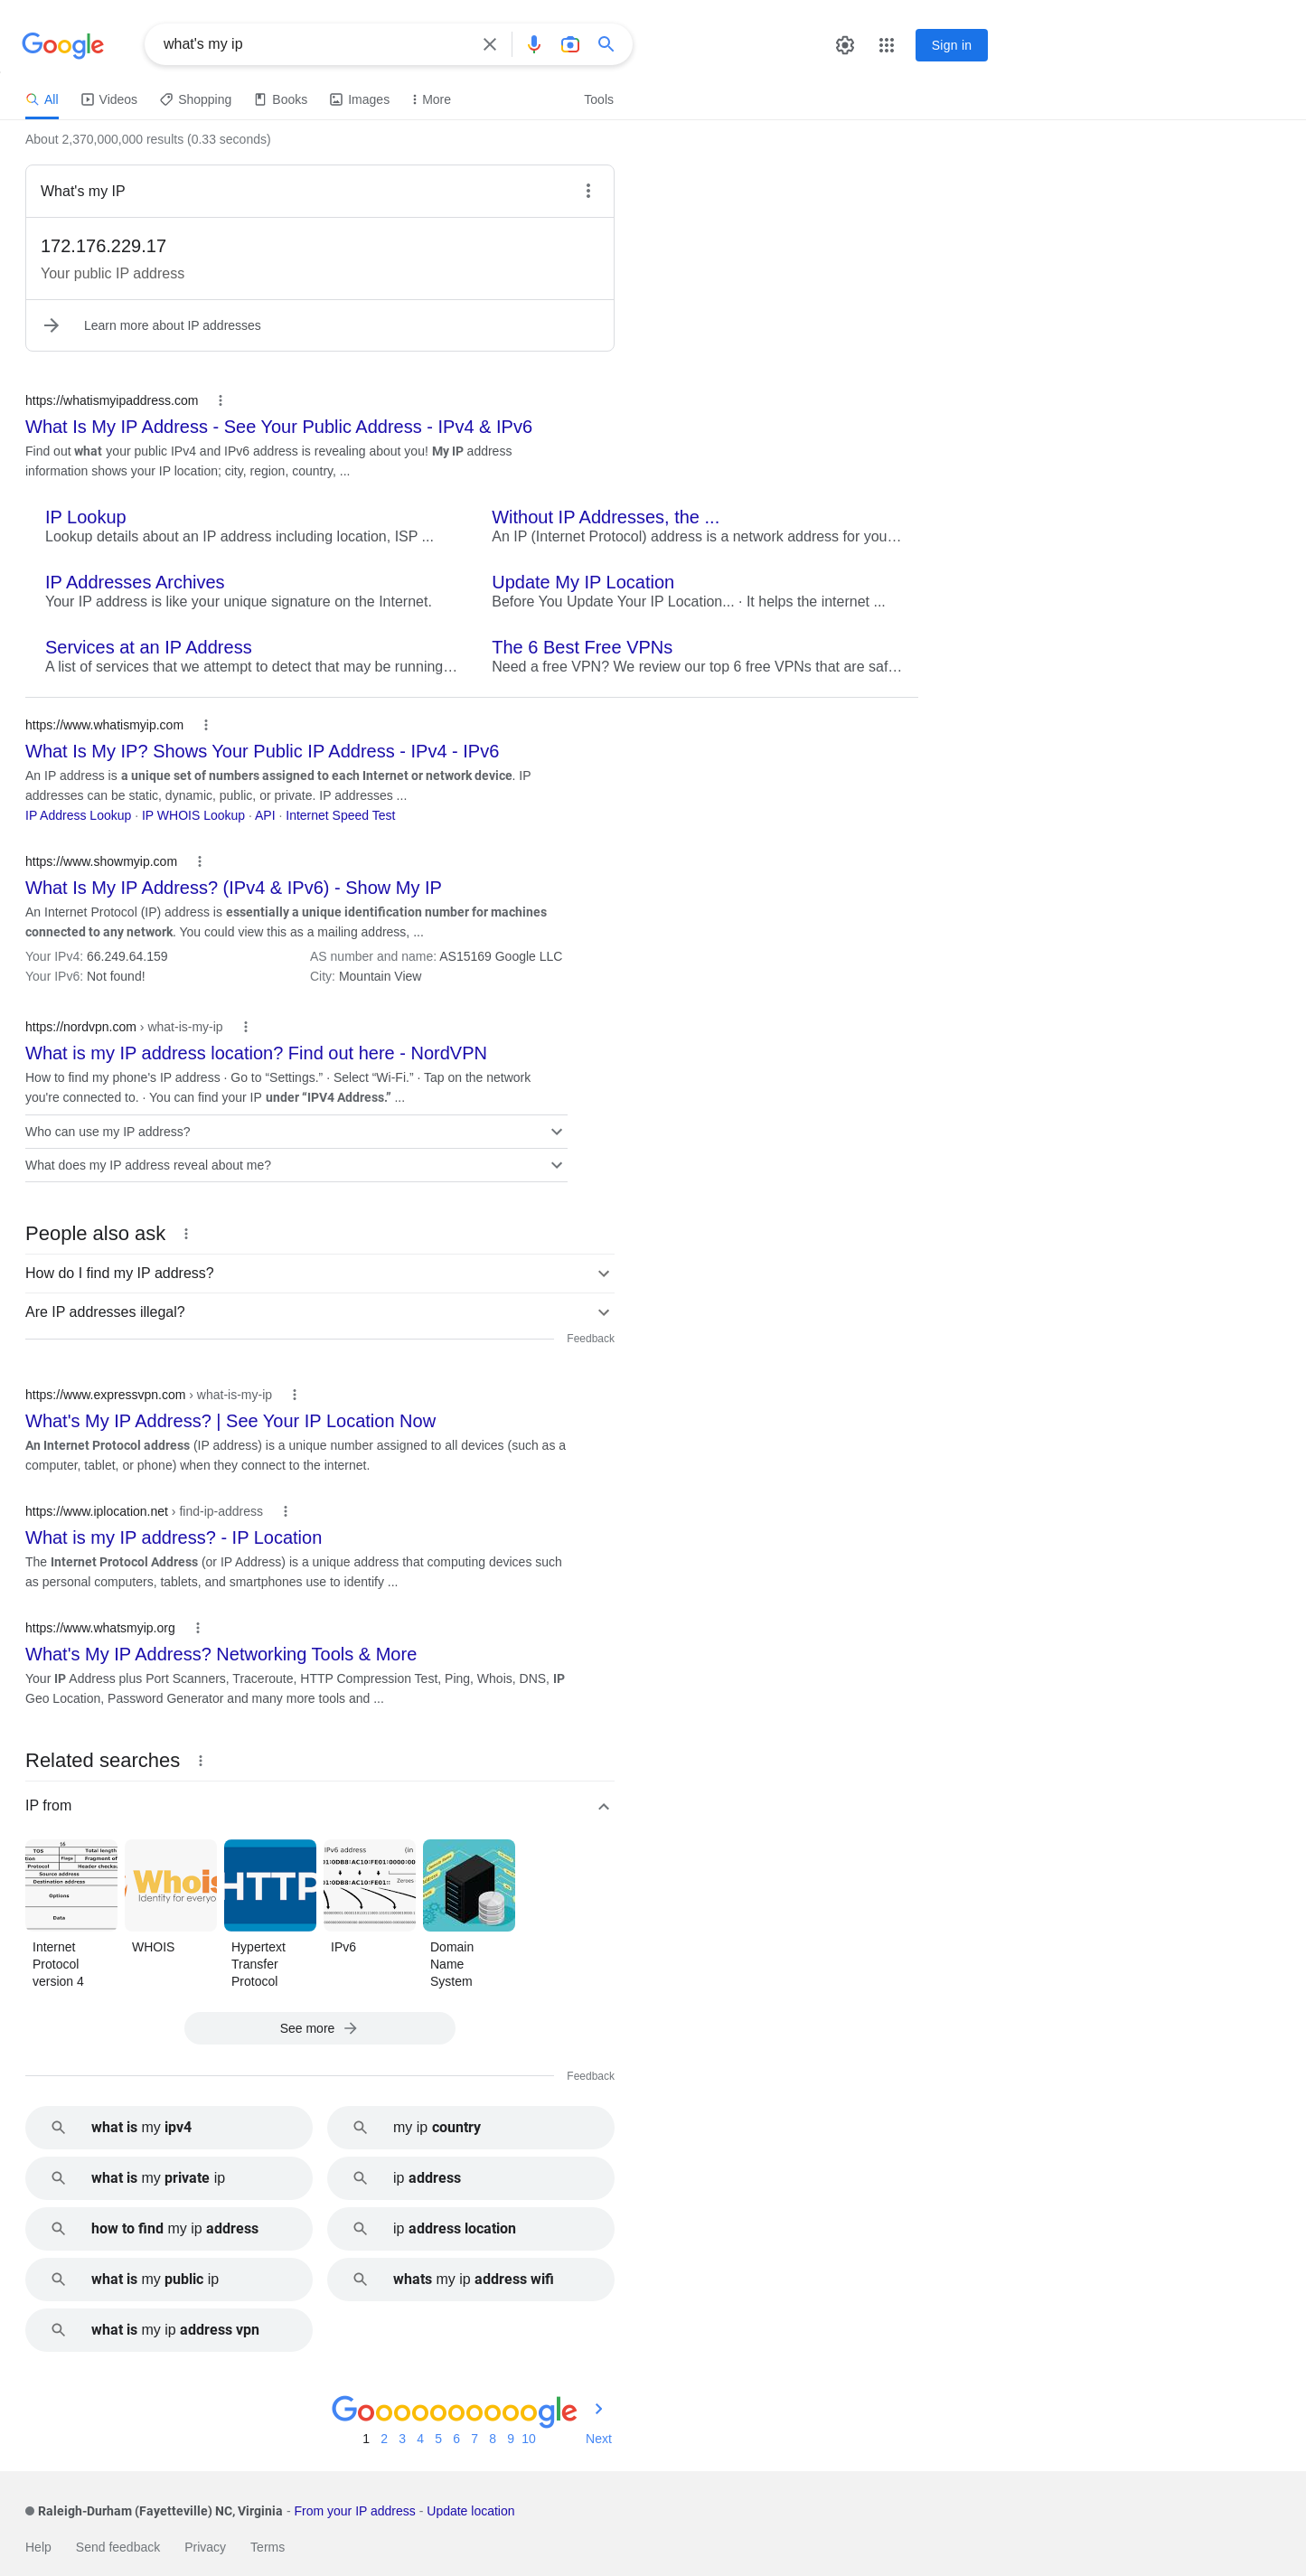 Google
what's my ip
Sign in
All
Videos
Shopping
Books
Images
More
Tools
About 2,370,000,000 results (0.33 seconds)
What's my IP
172.176.229.17
Your public IP address
Learn more about IP addresses
https://whatismyipaddress.com
What Is My IP Address - See Your Public Address - IPv4 & IPv6
Find out what your public IPv4 and IPv6 address is revealing about you! My IP address
information shows your IP location; city, region, country, ...
IP Lookup
Lookup details about an IP address including location, ISP ...
Without IP Addresses, the ...
An IP (Internet Protocol) address is a network address for you…
IP Addresses Archives
Your IP address is like your unique signature on the Internet.
Update My IP Location
Before You Update Your IP Location... · It helps the internet ...
Services at an IP Address
A list of services that we attempt to detect that may be running…
The 6 Best Free VPNs
Need a free VPN? We review our top 6 free VPNs that are saf…
https://www.whatismyip.com
What Is My IP? Shows Your Public IP Address - IPv4 - IPv6
An IP address is a unique set of numbers assigned to each Internet or network device. IP
addresses can be static, dynamic, public, or private. IP addresses ...
IP Address Lookup · IP WHOIS Lookup · API · Internet Speed Test
https://www.showmyip.com
What Is My IP Address? (IPv4 & IPv6) - Show My IP
An Internet Protocol (IP) address is essentially a unique identification number for machines
connected to any network. You could view this as a mailing address, ...
Your IPv4: 66.249.64.159
AS number and name: AS15169 Google LLC
Your IPv6: Not found!
City: Mountain View
https://nordvpn.com › what-is-my-ip
What is my IP address location? Find out here - NordVPN
How to find my phone's IP address · Go to “Settings.” · Select “Wi-Fi.” · Tap on the network
you're connected to. · You can find your IP under “IPV4 Address.” ...
Who can use my IP address?
What does my IP address reveal about me?
People also ask
How do I find my IP address?
Are IP addresses illegal?
Feedback
https://www.expressvpn.com › what-is-my-ip
What's My IP Address? | See Your IP Location Now
An Internet Protocol address (IP address) is a unique number assigned to all devices (such as a
computer, tablet, or phone) when they connect to the internet.
https://www.iplocation.net › find-ip-address
What is my IP address? - IP Location
The Internet Protocol Address (or IP Address) is a unique address that computing devices such
as personal computers, tablets, and smartphones use to identify ...
https://www.whatsmyip.org
What's My IP Address? Networking Tools & More
Your IP Address plus Port Scanners, Traceroute, HTTP Compression Test, Ping, Whois, DNS, IP
Geo Location, Password Generator and many more tools and ...
Related searches
IP from
TOS
Total length
Flags
Fragment of
Protocol
Header checks
Source address
Destination address
Options
Data
Whois
Identity for everyo
HTTP
IPv6 address (in
Zeroes
Internet
Protocol
version 4
WHOIS
Hypertext
Transfer
Protocol
IPv6
Domain
Name
System
See more
Feedback
what is my ipv4
my ip country
what is my private ip
ip address
how to find my ip address
ip address location
what is my public ip
whats my ip address wifi
what is my ip address vpn
Goooooooooogle
1 2 3 4 5 6 7 8 9 10
Next
Raleigh-Durham (Fayetteville) NC, Virginia - From your IP address - Update location
Help
Send feedback
Privacy
Terms